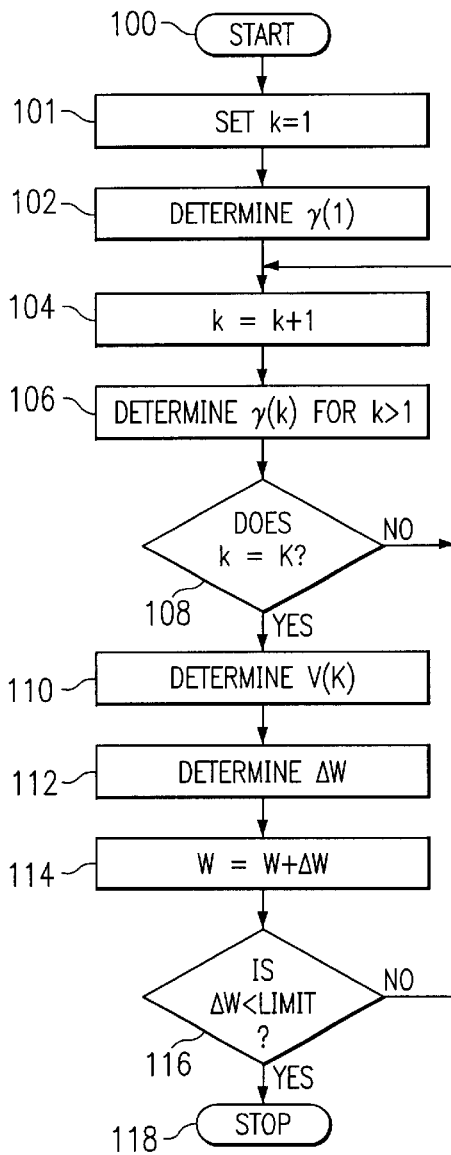 100 START
101 SET k=1
102 DETERMINE γ(1)
104 k = k+1
106 DETERMINE γ(k) FOR k>1
DOES
k = K?
NO
108
YES
110 DETERMINE V(K)
112 DETERMINE ΔW
114 W = W+ΔW
IS
ΔW<LIMIT
?
NO
116
YES
118 STOP